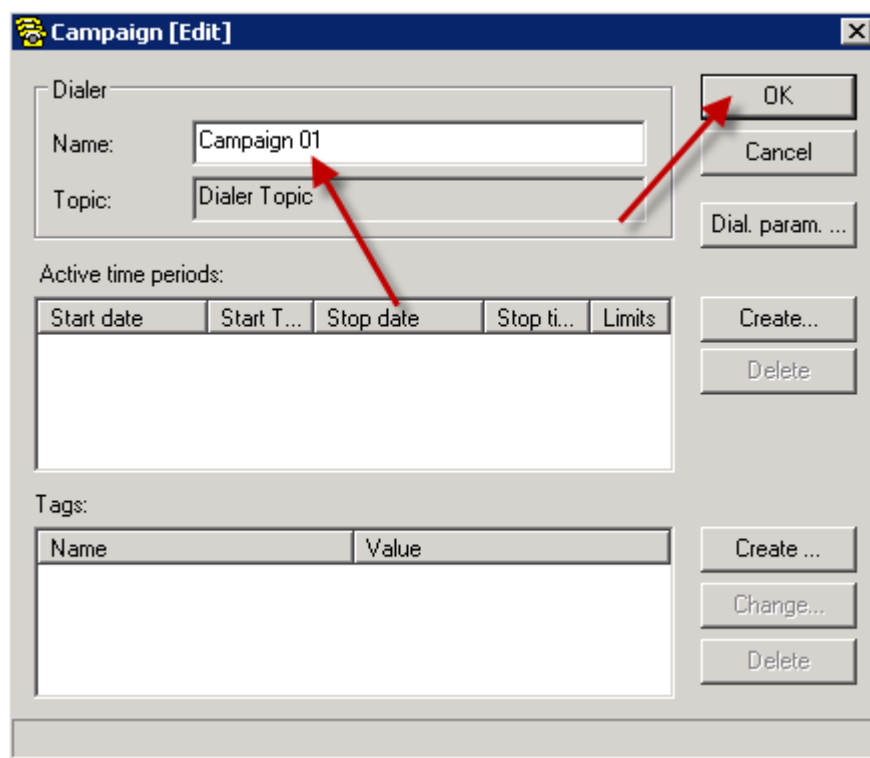 Campaign [Edit]
Dialer
OK
Name:
Campaign 01
Cancel
Topic:
Dialer Topic
Dial. param. ...
Active time periods:
Start date Start T... Stop date Stop ti... Limits
Create...
Delete
Tags:
Name Value
Create ...
Change...
Delete